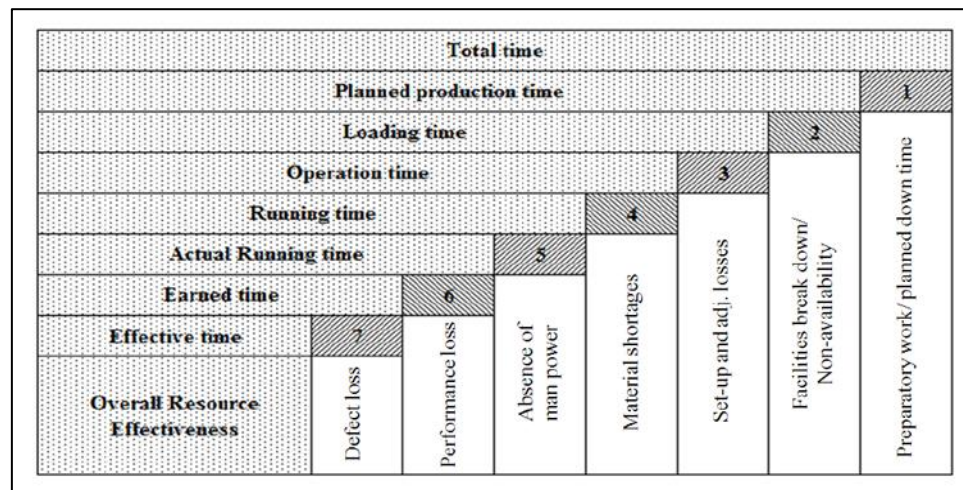 Total time
Planned production time
1
Loading time
2
Operation time
3
Running time
4
Actual Running time
5
Earned time
6
Effective time
7
Overall Resource
Effectiveness
Defect loss
Performance loss
Absence of
man power
Material shortages
Set-up and adj. losses
Facilities break down/
Non-availability
Preparatory work/ planned down time